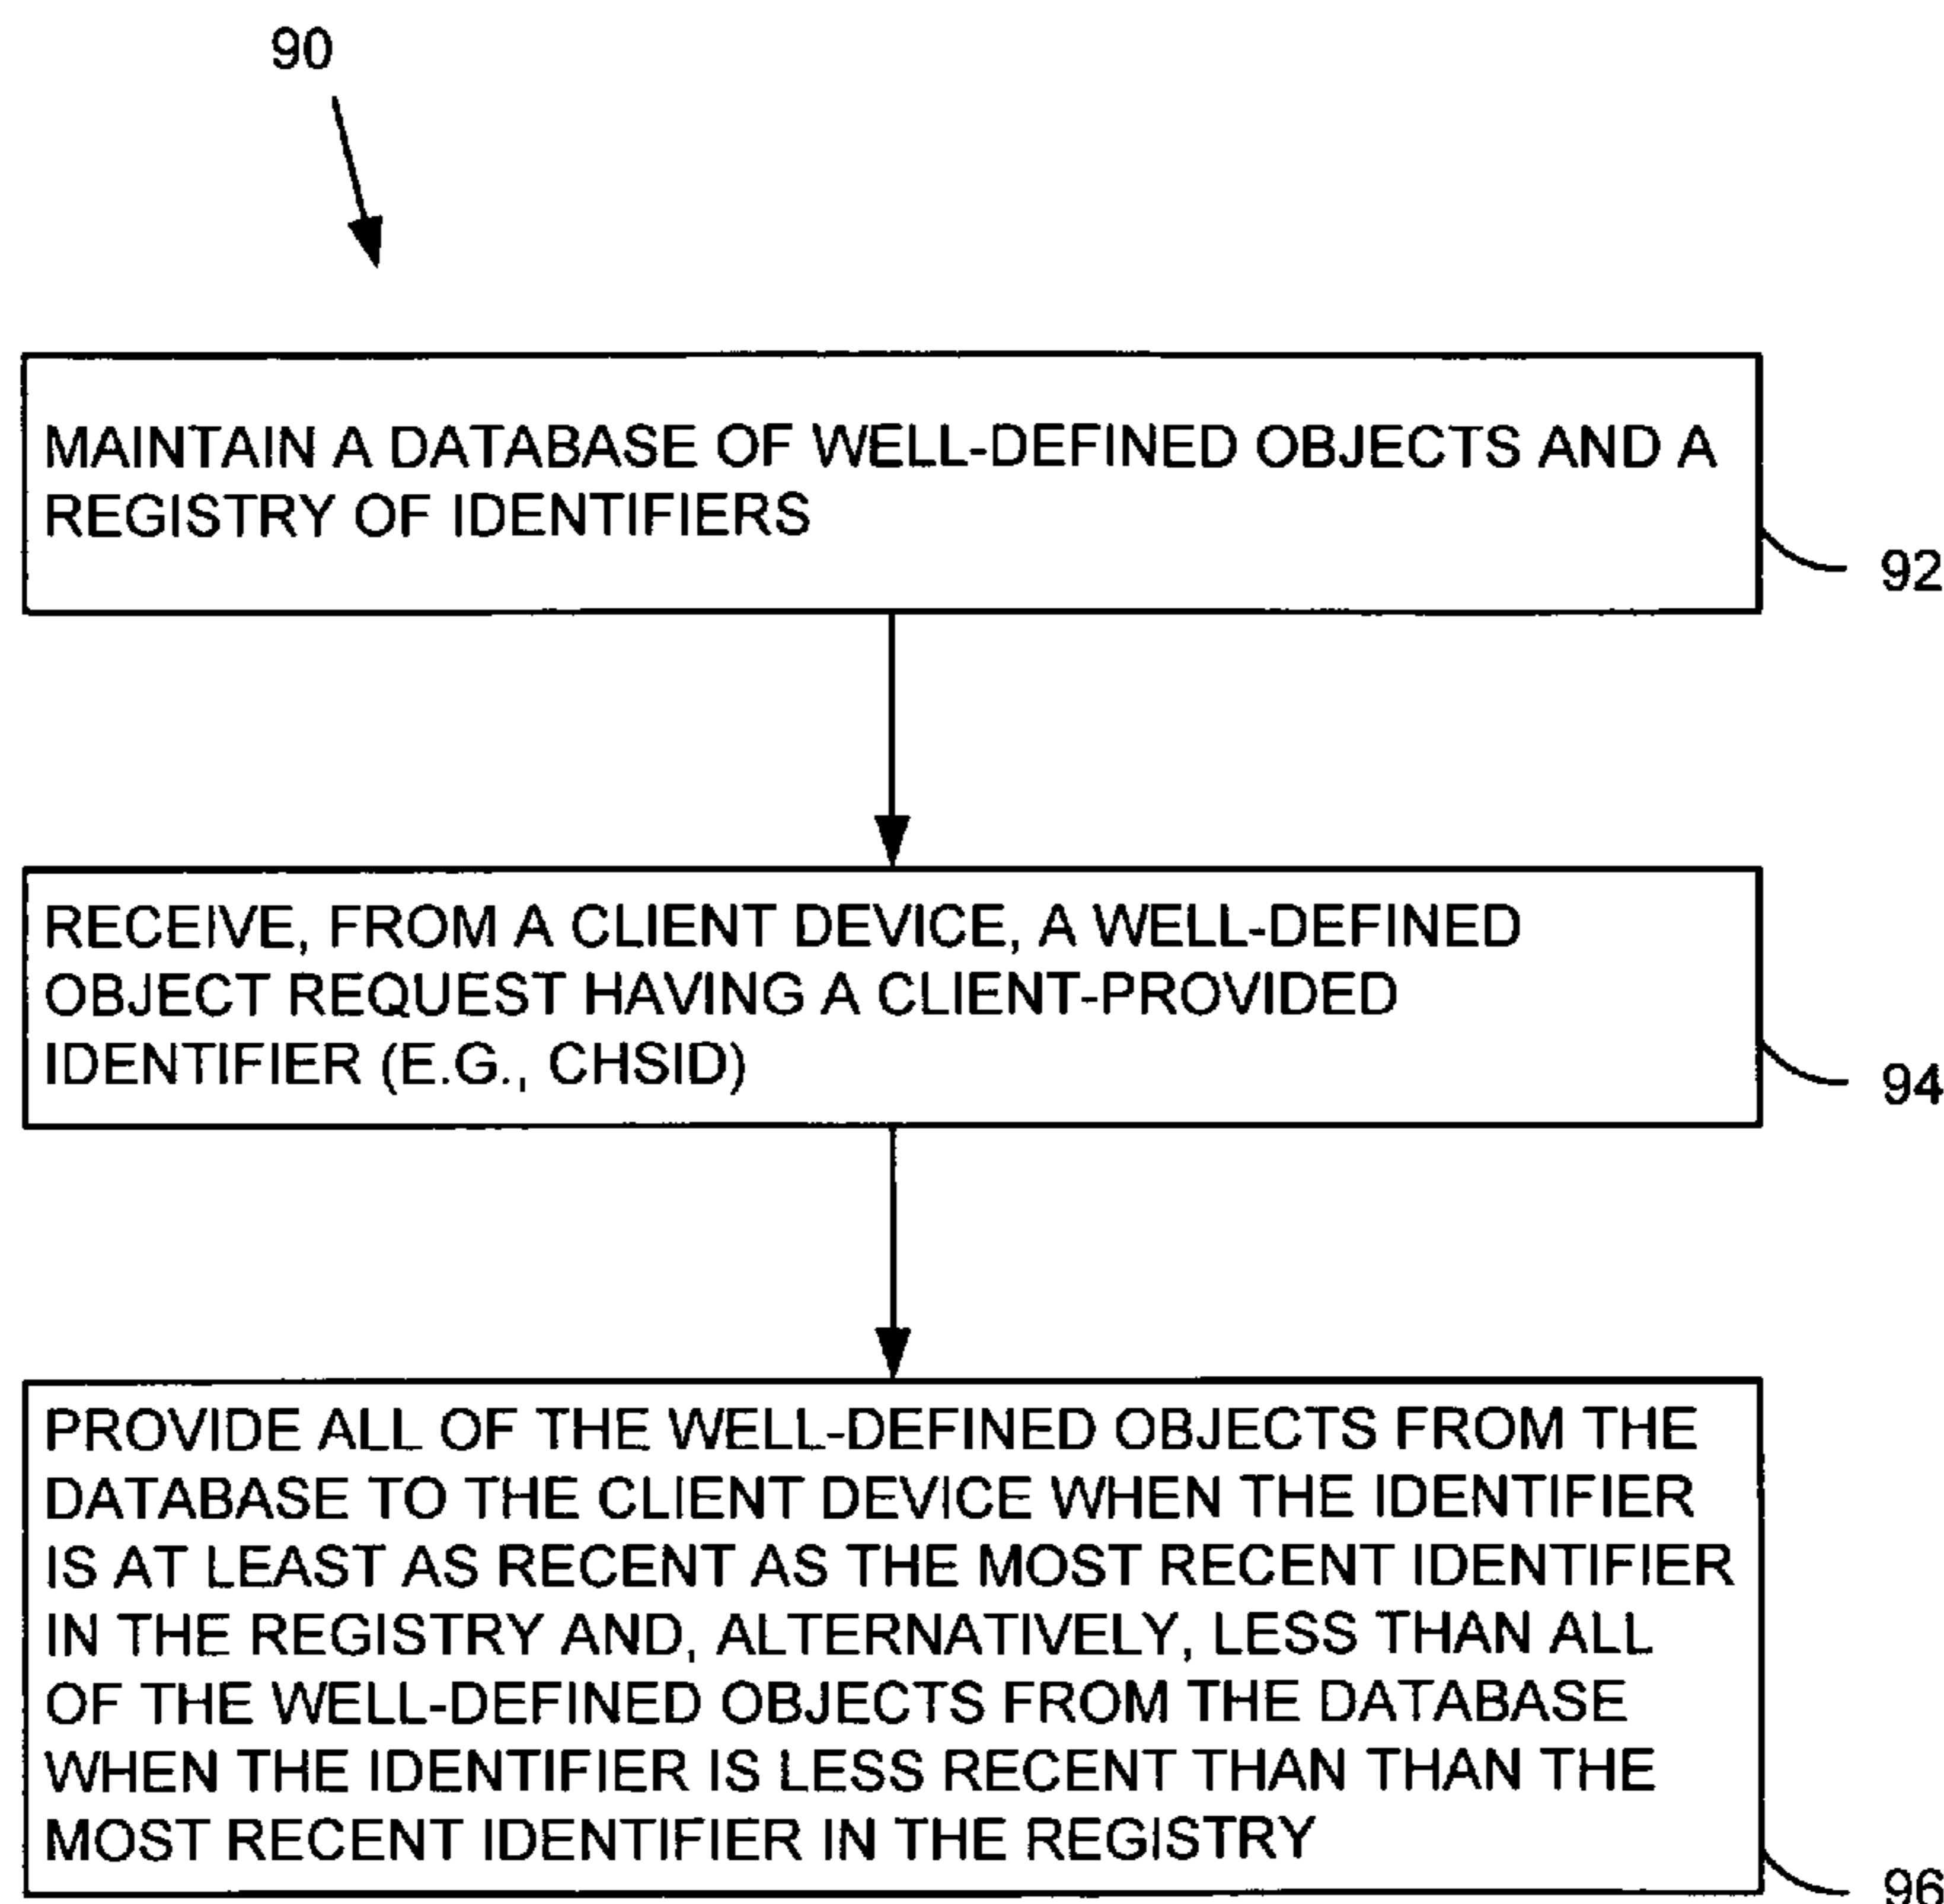 90
MAINTAIN A DATABASE OF WELL-DEFINED OBJECTS AND A
REGISTRY OF IDENTIFIERS
92
RECEIVE, FROM A CLIENT DEVICE, A WELL-DEFINED
OBJECT REQUEST HAVING A CLIENT-PROVIDED
IDENTIFIER (E.G., CHSID)
94
PROVIDE ALL OF THE WELL-DEFINED OBJECTS FROM THE
DATABASE TO THE CLIENT DEVICE WHEN THE IDENTIFIER
IS AT LEAST AS RECENT AS THE MOST RECENT IDENTIFIER
IN THE REGISTRY AND, ALTERNATIVELY, LESS THAN ALL
OF THE WELL-DEFINED OBJECTS FROM THE DATABASE
WHEN THE IDENTIFIER IS LESS RECENT THAN THAN THE
MOST RECENT IDENTIFIER IN THE REGISTRY
96